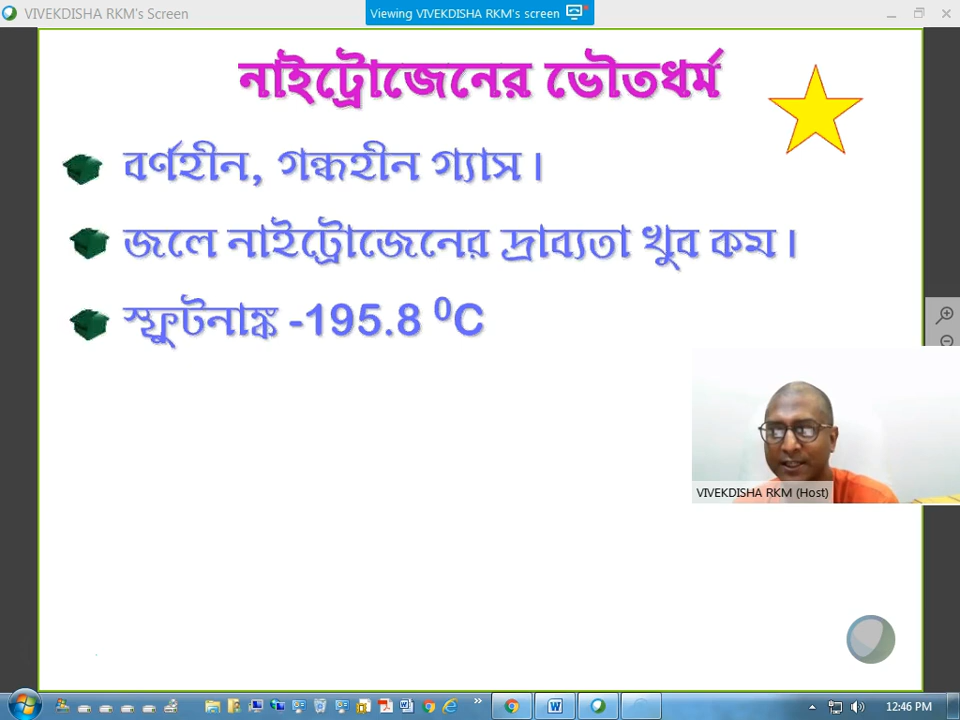 VIVEKDISHA RKM's Screen
Viewing VIVEKDISHA RKM's screen
নাইট্রোজেনের ভৌতধর্ম
বর্ণহীন, গন্ধহীন গ্যাস।
জলে নাইট্রোজেনের দ্রাব্যতা খুব কম।
স্ফুটনাঙ্ক -195.8 ⁰C
VIVEKDISHA RKM (Host)
12:46 PM